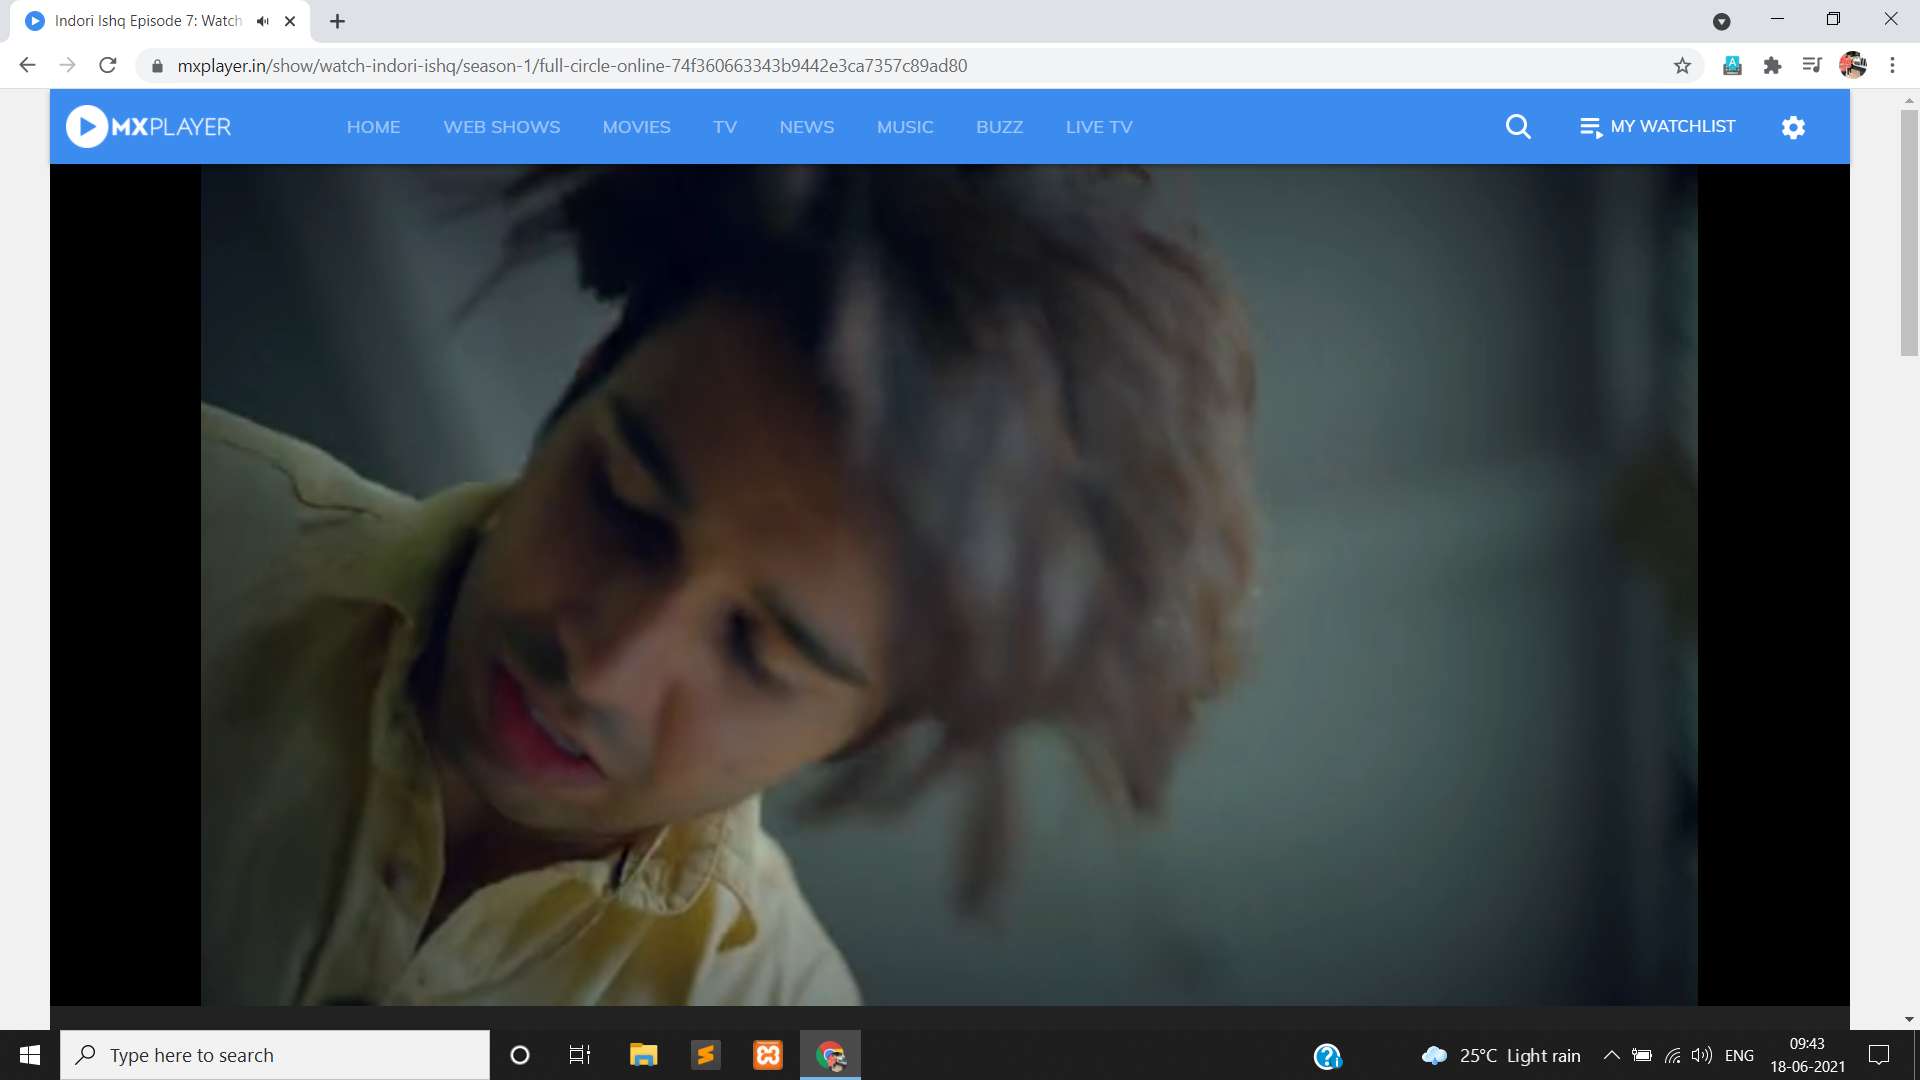 Indori Ishq Episode 7: Watch
mxplayer.in/show/watch-indori-ishq/season-1/full-circle-online-74f360663343b9442e3ca7357c89ad80
MXPLAYER HOME WEB SHOWS MOVIES TV NEWS MUSIC BUZZ LIVE TV MY WATCHLIST
Type here to search
25°C Light rain
ENG
09:43
18-06-2021